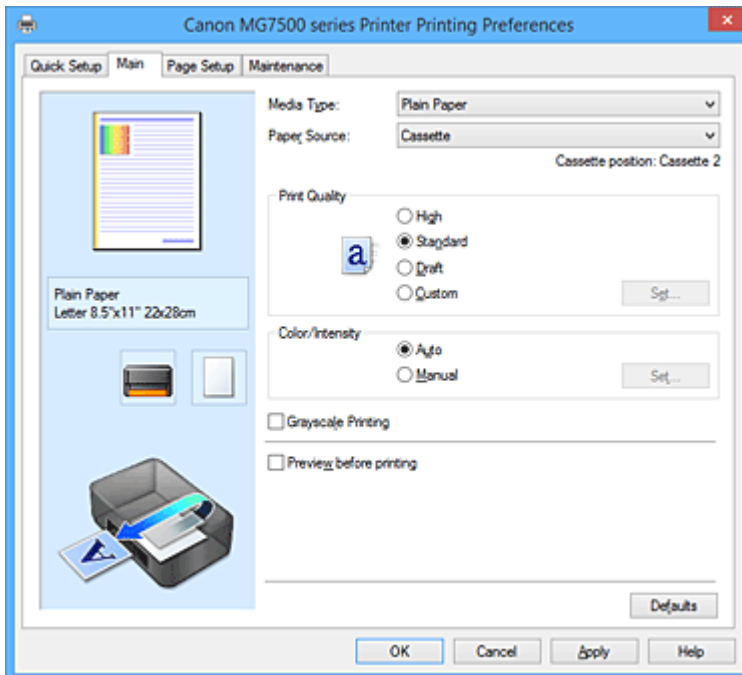 Canon MG7500 series Printer Printing Preferences
Quick Setup Main Page Setup Maintenance
Media Type: Plain Paper
Paper Source: Cassette
Cassette position: Cassette 2
Print Quality
High
a Standard
Draft
Custom Set...
Plain Paper
Letter 8.5"x11" 22x28cm
Color/Intensity
Auto
Manual Set...
Grayscale Printing
Preview before printing
A
Defaults
OK Cancel Apply Help